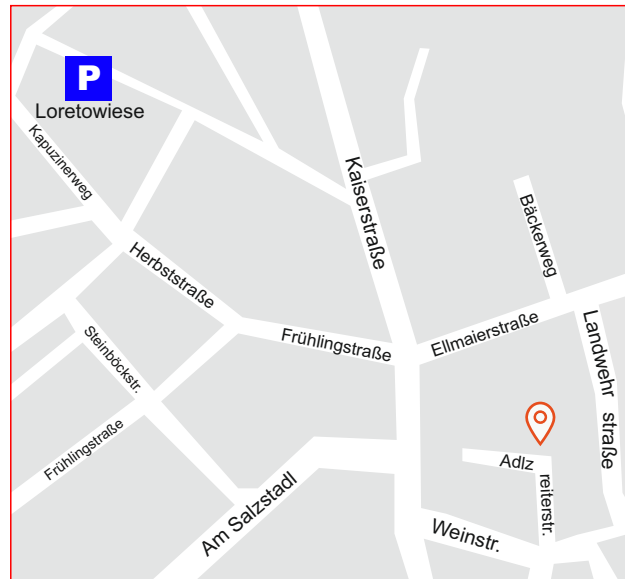 P
Loretowiese
Kapuzinerweg
Kaiserstraße
Bäckerweg
Herbststraße
Frühlingstraße
Ellmaierstraße
Landwehr straße
Steinböckstr.
Frühlingstraße
Adlz
reiterstr.
Am Salzstadl
Weinstr.